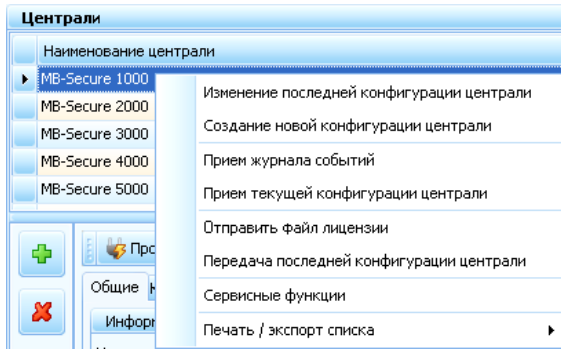 Централи
Наименование централи
MB-Secure 1000
MB-Secure 2000
MB-Secure 3000
MB-Secure 4000
MB-Secure 5000
Изменение последней конфигурации централи
Создание новой конфигурации централи
Прием журнала событий
Прием текущей конфигурации централи
Отправить файл лицензии
Передача последней конфигурации централи
Сервисные функции
Печать / экспорт списка
Про
Общие
Информ